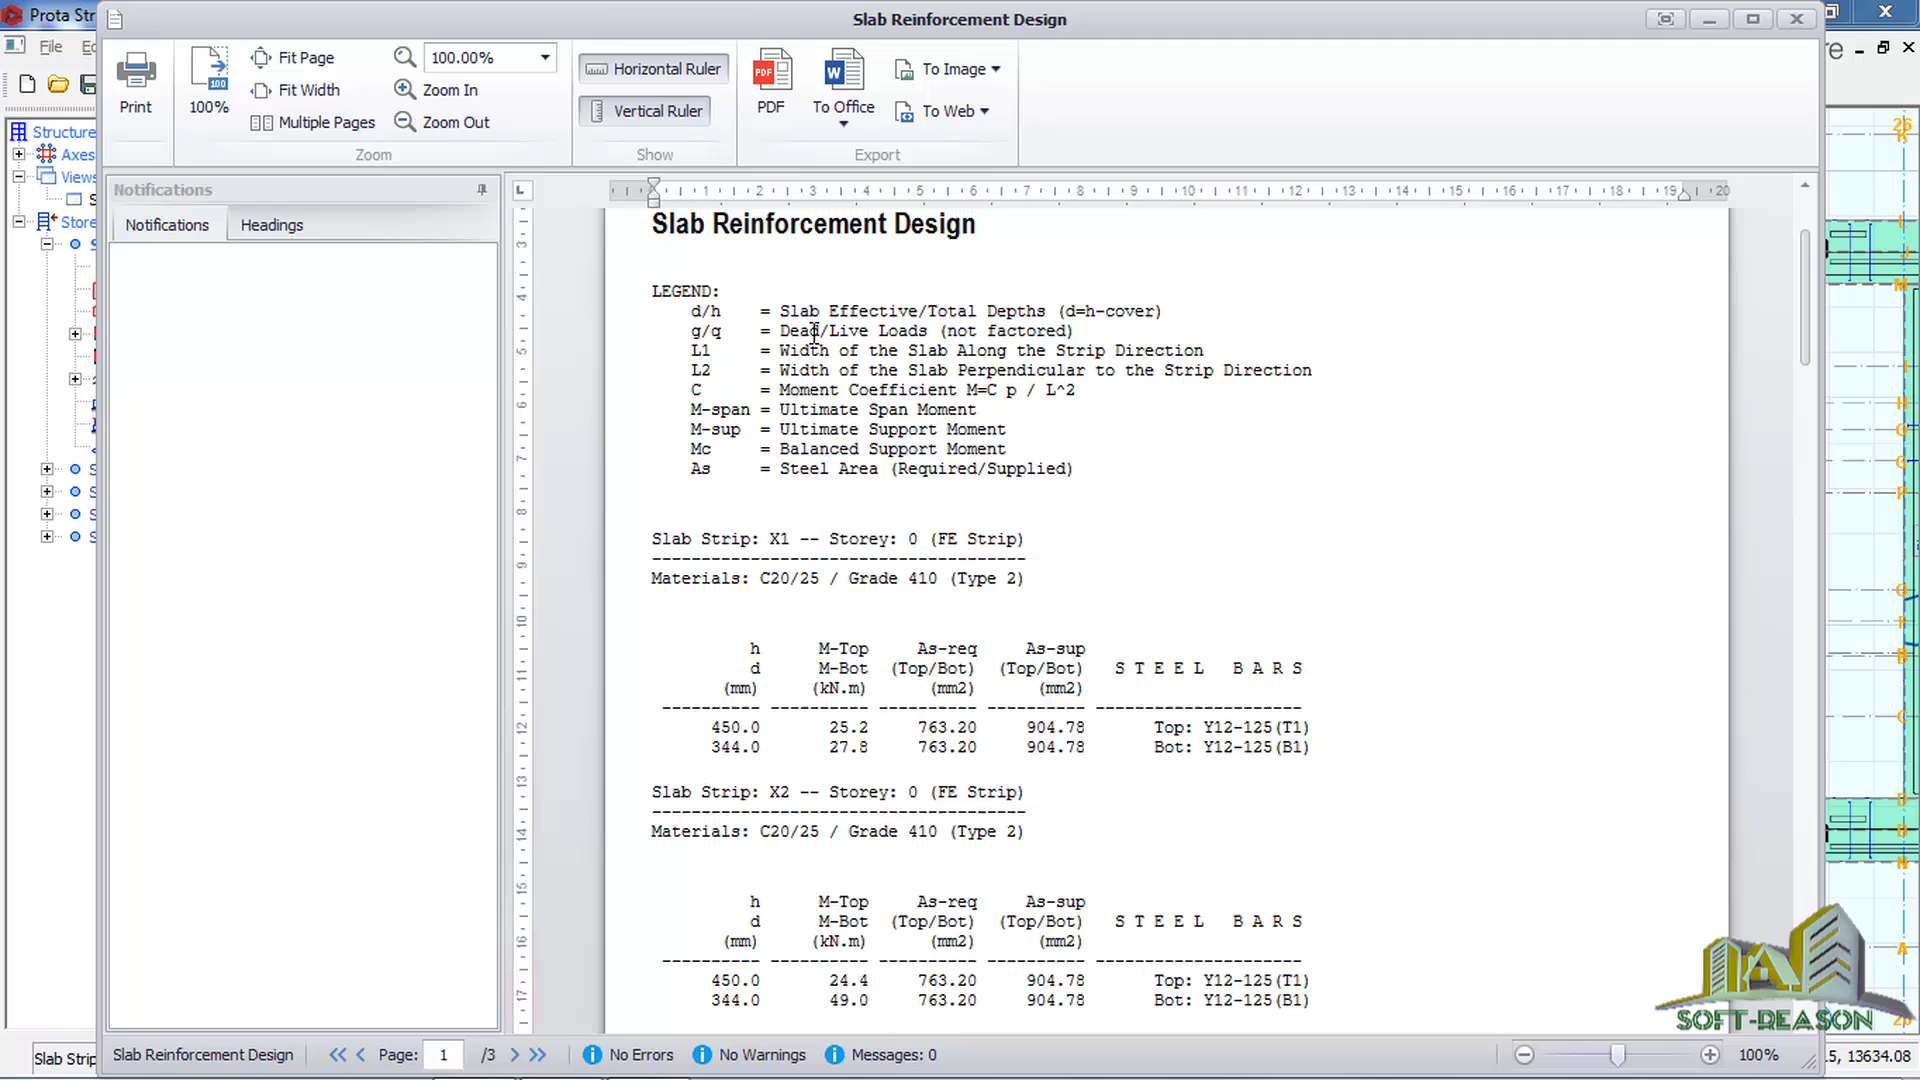 Prota Str
Slab Reinforcement Design
File
Print
100%
Fit Page
Fit Width
Multiple Pages
100.00%
Zoom In
Zoom Out
Zoom
Horizontal Ruler
Vertical Ruler
Show
PDF
To Office
To Image
To Web
Export
Structure
Axes
Views
Store
Notifications
Notifications
Headings
Slab Reinforcement Design
LEGEND:
d/h = Slab Effective/Total Depths (d=h-cover)
g/q = Dead/Live Loads (not factored)
L1 = Width of the Slab Along the Strip Direction
L2 = Width of the Slab Perpendicular to the Strip Direction
C = Moment Coefficient M=C p / L^2
M-span = Ultimate Span Moment
M-sup = Ultimate Support Moment
Mc = Balanced Support Moment
As = Steel Area (Required/Supplied)
Slab Strip: X1 -- Storey: 0 (FE Strip)
--------------------------------------
Materials: C20/25 / Grade 410 (Type 2)
h M-Top As-req As-sup
d M-Bot (Top/Bot) (Top/Bot) S T E E L B A R S
(mm) (kN.m) (mm2) (mm2)
---------- ---------- ---------- ---------- ---------------------
450.0 25.2 763.20 904.78 Top: Y12-125(T1)
344.0 27.8 763.20 904.78 Bot: Y12-125(B1)
Slab Strip: X2 -- Storey: 0 (FE Strip)
--------------------------------------
Materials: C20/25 / Grade 410 (Type 2)
h M-Top As-req As-sup
d M-Bot (Top/Bot) (Top/Bot) S T E E L B A R S
(mm) (kN.m) (mm2) (mm2)
---------- ---------- ---------- ---------- ---------------------
450.0 24.4 763.20 904.78 Top: Y12-125(T1)
344.0 49.0 763.20 904.78 Bot: Y12-125(B1)
SOFT-REASON
Slab Strip
Slab Reinforcement Design
Page: 1 /3
No Errors
No Warnings
Messages: 0
100%
5, 13634.08